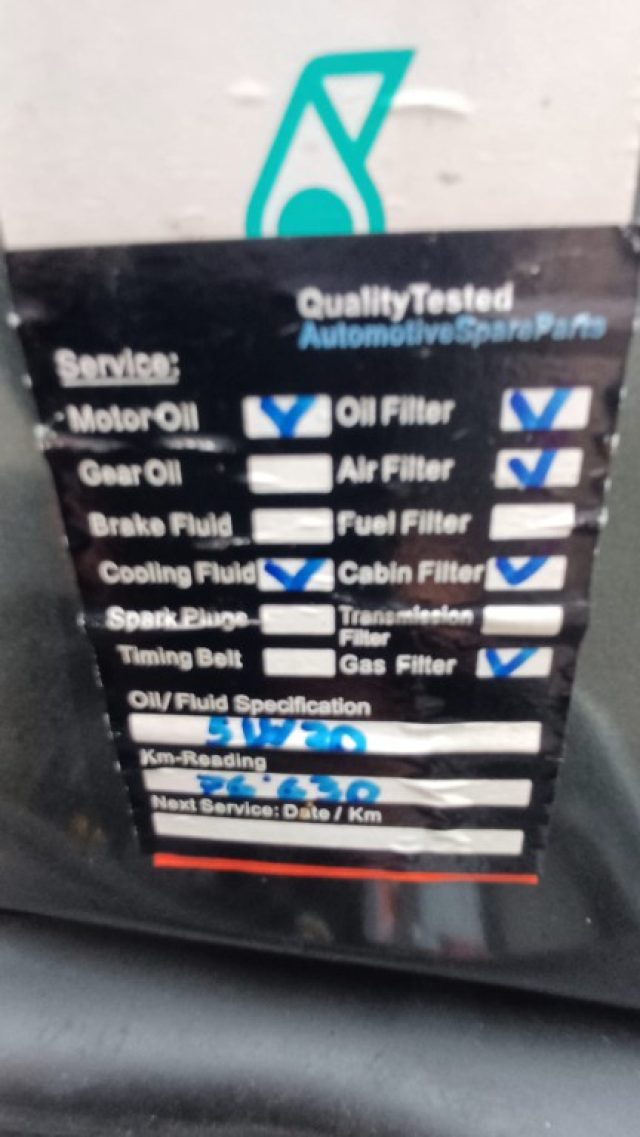 QualityTested
AutomotiveSpareParts
Service:
Motor Oil Oil Filter
Gear Oil Air Filter
Brake Fluid Fuel Filter
Cooling Fluid Cabin Filter
Spark Plugs Transmission Filter
Timing Belt Gas Filter
Oil/ Fluid Specification
5W30
Km-Reading
Next Service: Date / Km